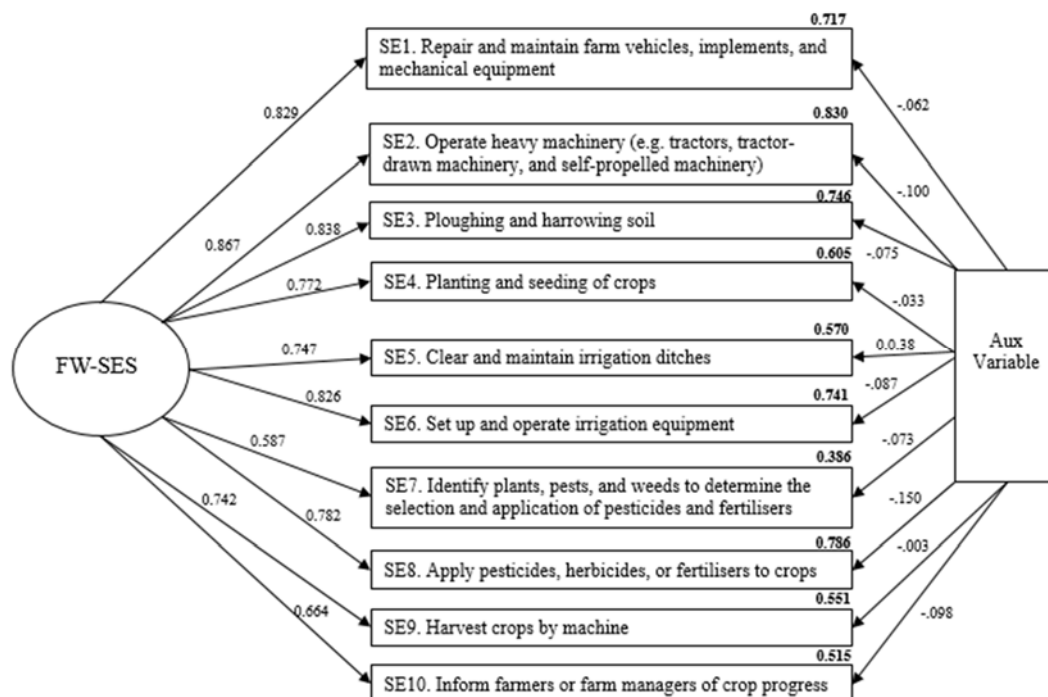 0.717
SE1. Repair and maintain farm vehicles, implements, and
mechanical equipment
0.829
-.062
0.830
SE2. Operate heavy machinery (e.g. tractors, tractor-
drawn machinery, and self-propelled machinery)
0.867
-.100
0.746
SE3. Ploughing and harrowing soil
0.838
-.075
0.605
SE4. Planting and seeding of crops
0.772
-.033
0.570
SE5. Clear and maintain irrigation ditches
0.747
0.0.38
FW-SES
Aux
Variable
0.741
SE6. Set up and operate irrigation equipment
0.826
-.087
0.386
SE7. Identify plants, pests, and weeds to determine the
selection and application of pesticides and fertilisers
0.587
-.073
0.786
SE8. Apply pesticides, herbicides, or fertilisers to crops
0.782
-.150
0.551
SE9. Harvest crops by machine
0.742
-.003
0.515
SE10. Inform farmers or farm managers of crop progress
0.664
-.098